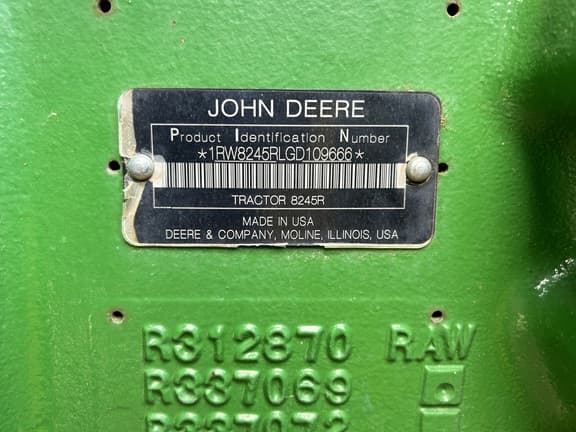 JOHN DEERE
Product Identification Number
*1RW8245RLGD109666*
TRACTOR 8245R
MADE IN USA
DEERE & COMPANY, MOLINE, ILLINOIS, USA
R312870 RAW
R337069
R337072